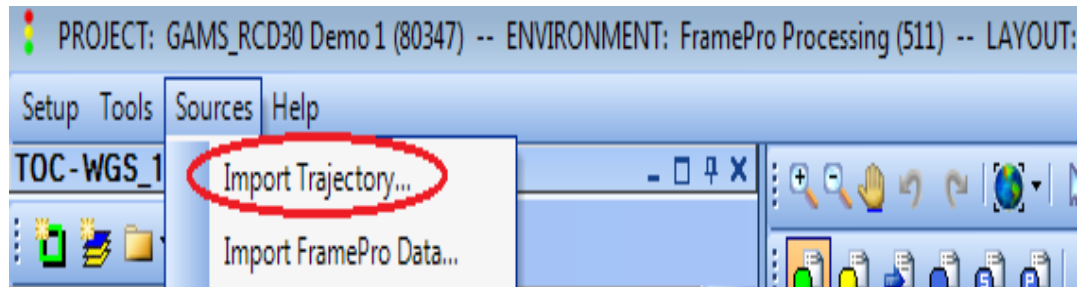 PROJECT: GAMS_RCD30 Demo 1 (80347) -- ENVIRONMENT: FramePro Processing (511) -- LAYOUT:
Setup Tools Sources Help
TOC-WGS_1
Import Trajectory...
Import FramePro Data...